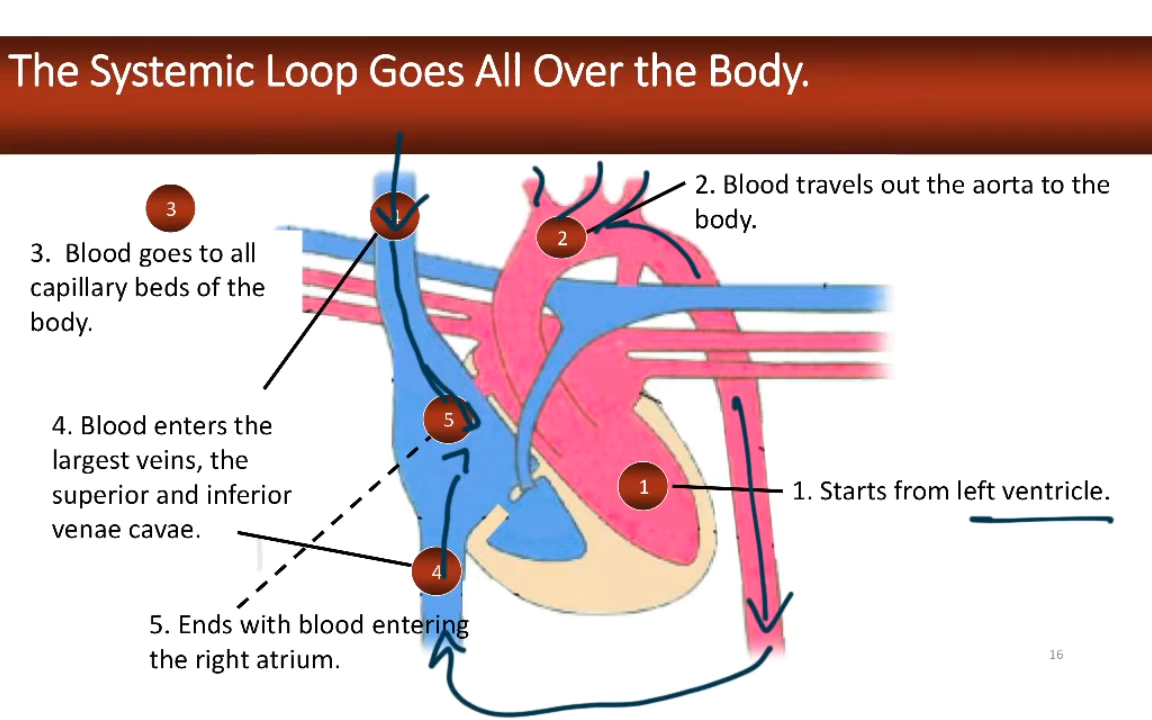 The Systemic Loop Goes All Over the Body.
3
3. Blood goes to all
capillary beds of the
body.
4
2
2. Blood travels out the aorta to the
body.
4. Blood enters the
largest veins, the
superior and inferior
venae cavae.
5
1
1. Starts from left ventricle.
4
5. Ends with blood entering
the right atrium.
16